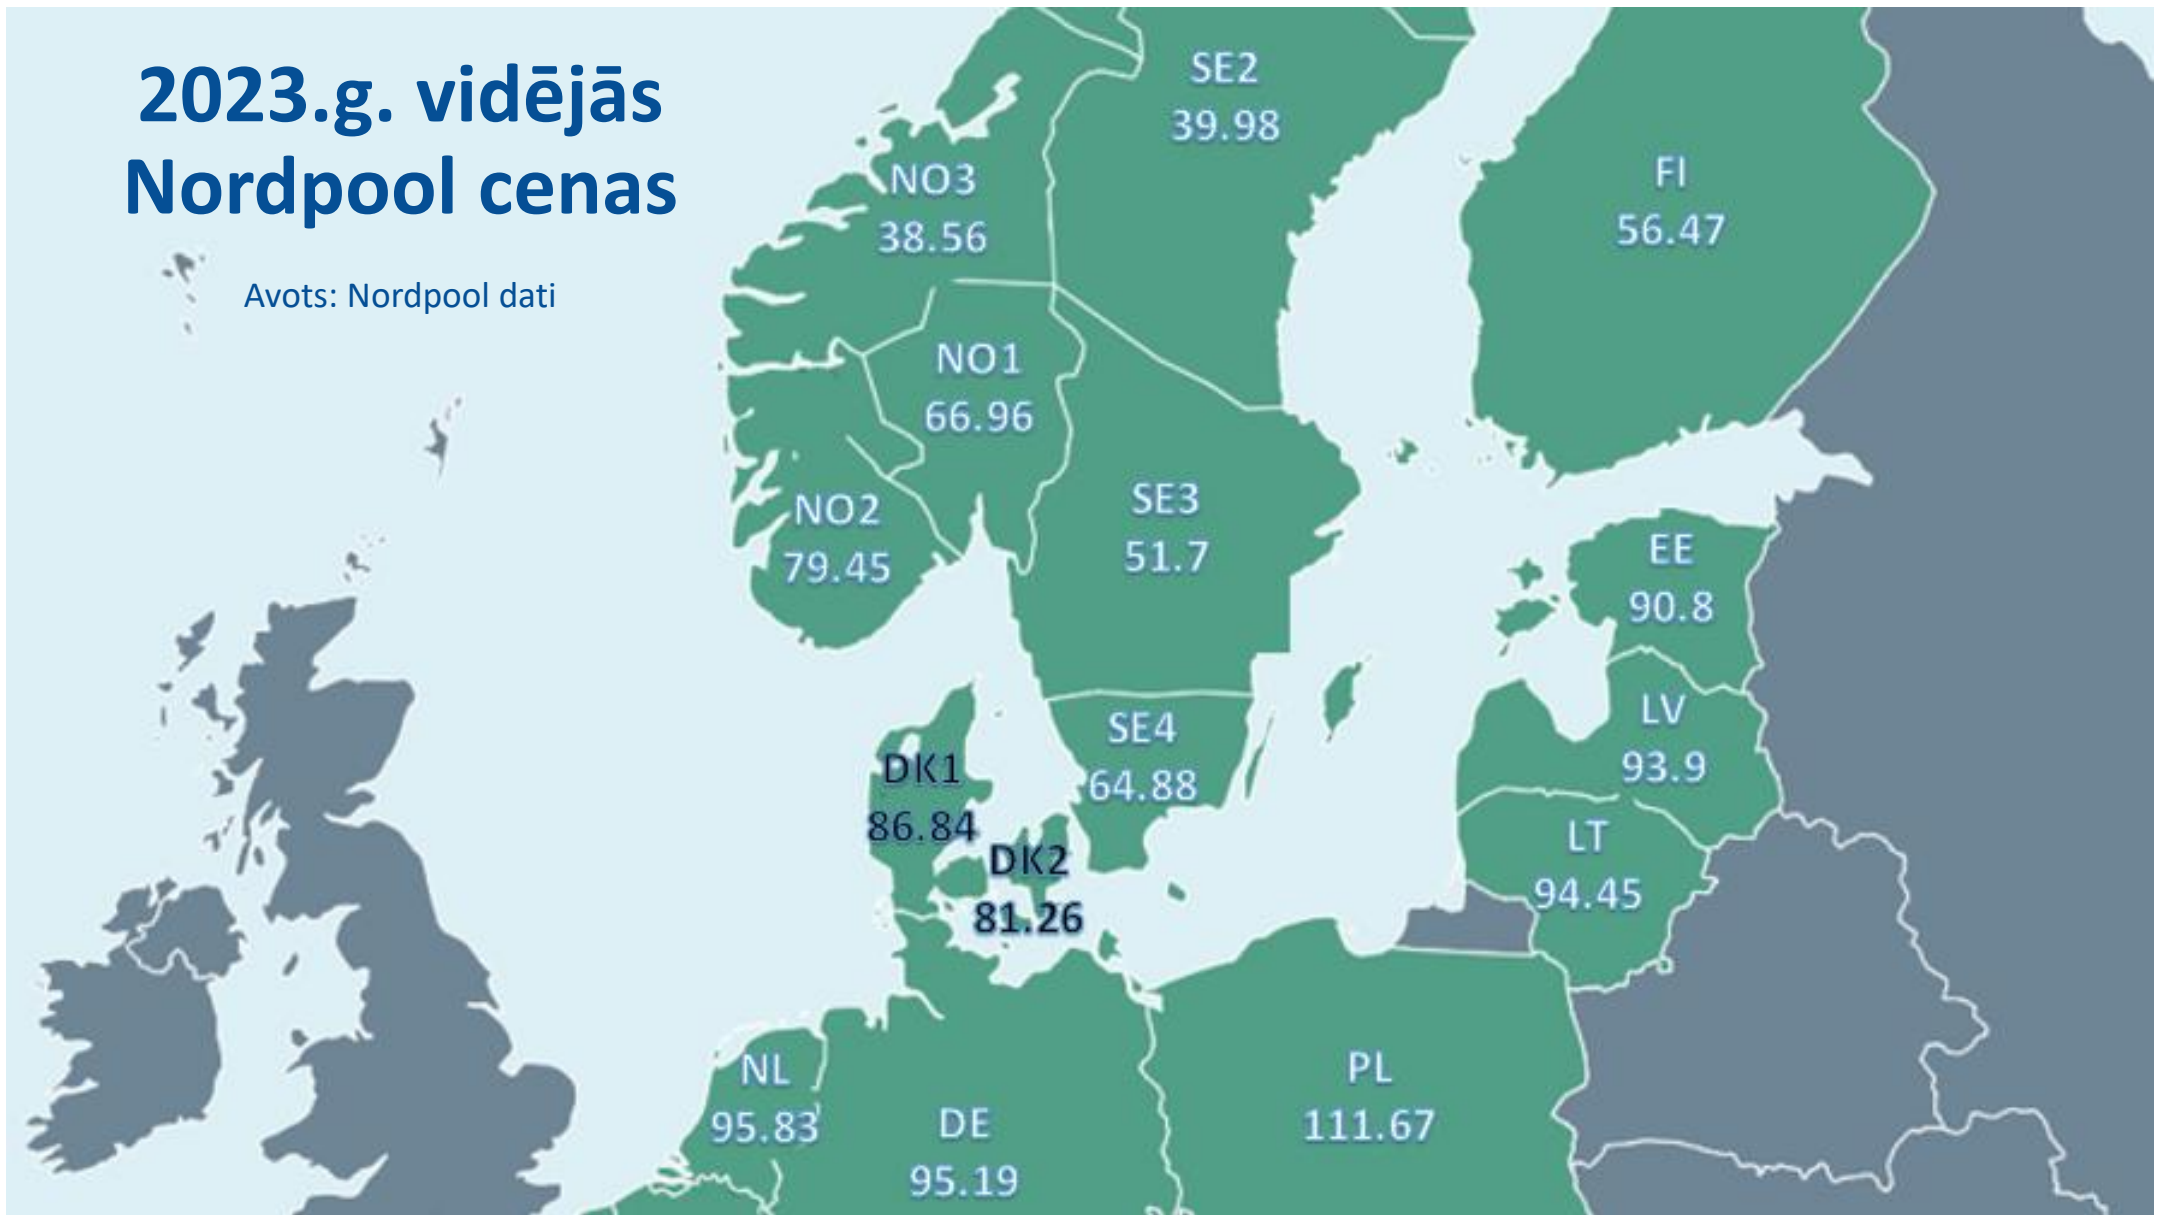 2023.g. vidējās
Nordpool cenas
Avots: Nordpool dati
SE2
39.98
NO3
38.56
FI
56.47
NO1
66.96
NO2
79.45
SE3
51.7
EE
90.8
SE4
64.88
LV
93.9
DK1
86.84
DK2
81.26
LT
94.45
NL
95.83
DE
95.19
PL
111.67